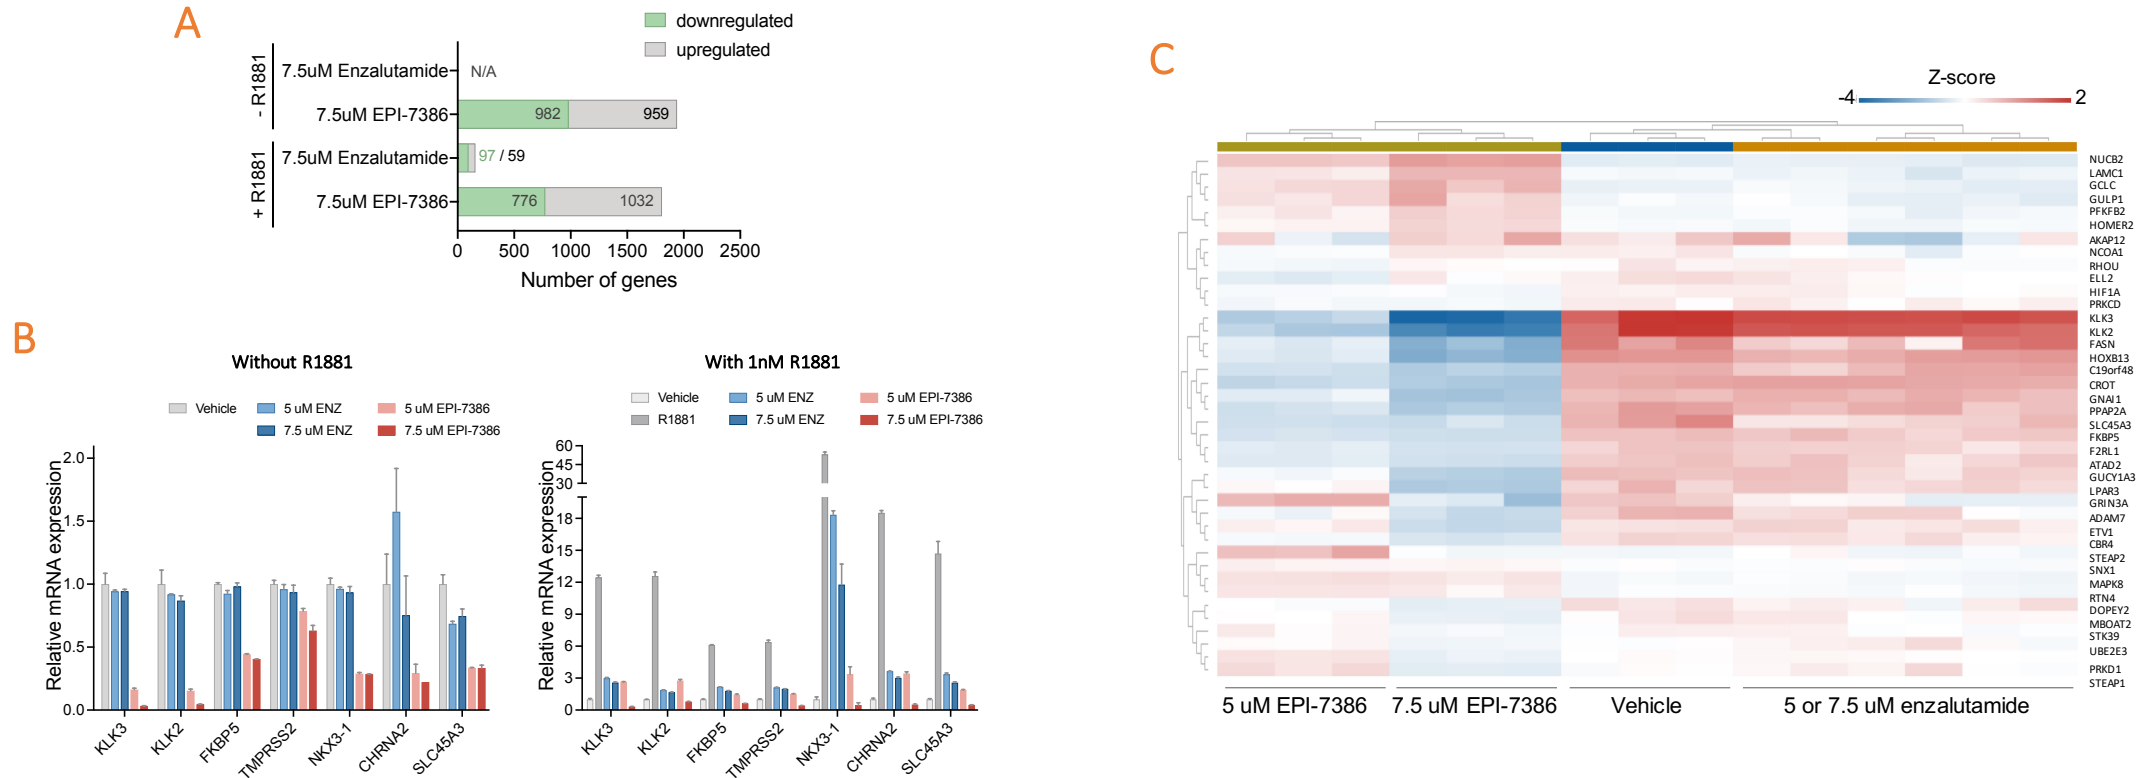 A
downregulated
upregulated
- R1881
7.5uM Enzalutamide
N/A
7.5uM EPI-7386
982
959
+ R1881
7.5uM Enzalutamide
97 / 59
7.5uM EPI-7386
776
1032
0 500 1000 1500 2000 2500
Number of genes
B
Without R1881
Vehicle
5 uM ENZ
5 uM EPI-7386
7.5 uM ENZ
7.5 uM EPI-7386
Relative mRNA expression
2.0
1.5
1.0
0.5
0.0
KLK3
KLK2
FKBP5
TMPRSS2
NKX3-1
CHRNA2
SLC45A3
With 1nM R1881
Vehicle
5 uM ENZ
5 uM EPI-7386
R1881
7.5 uM ENZ
7.5 uM EPI-7386
Relative mRNA expression
60
45
30
18
15
12
9
6
3
0
KLK3
KLK2
FKBP5
TMPRSS2
NKX3-1
CHRNA2
SLC45A3
C
Z-score
-4
2
NUCB2
LAMC1
GCLC
GULP1
PFKFB2
HOMER2
AKAP12
NCOA1
RHOU
ELL2
HIF1A
PRKCD
KLK3
KLK2
FASN
HOXB13
C19orf48
CROT
GNAI1
PPAP2A
SLC45A3
FKBP5
F2RL1
ATAD2
GUCY1A3
LPAR3
GRIN3A
ADAM7
ETV1
CBR4
STEAP2
SNX1
MAPK8
RTN4
DOPEY2
MBOAT2
STK39
UBE2E3
PRKD1
STEAP1
5 uM EPI-7386
7.5 uM EPI-7386
Vehicle
5 or 7.5 uM enzalutamide